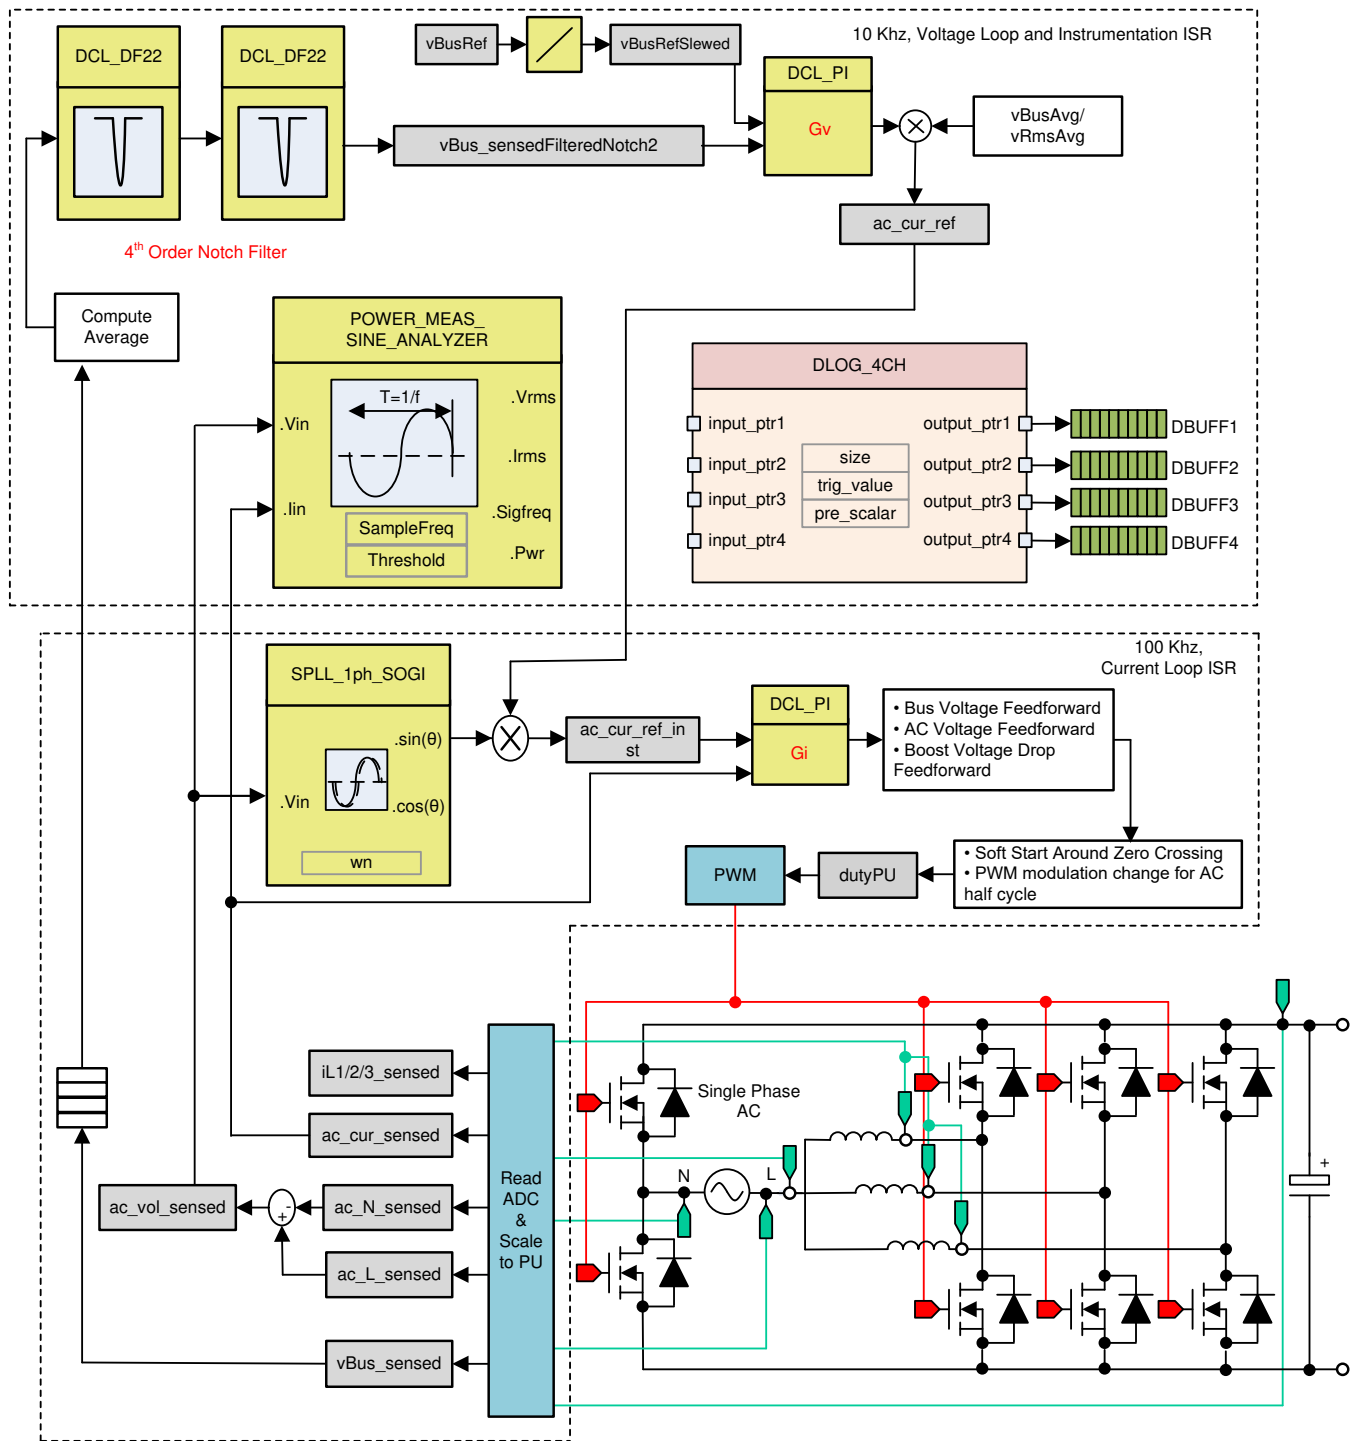 10 Khz, Voltage Loop and Instrumentation ISR
DCL_DF22
DCL_DF22
vBusRef
vBusRefSlewed
DCL_PI
Gv
vBusAvg/
vRmsAvg
vBus_sensedFilteredNotch2
ac_cur_ref
4th Order Notch Filter
Compute
Average
POWER_MEAS_
SINE_ANALYZER
T=1/f
.Vin
.Iin
.Vrms
.Irms
.Sigfreq
.Pwr
SampleFreq
Threshold
DLOG_4CH
input_ptr1
input_ptr2
input_ptr3
input_ptr4
size
trig_value
pre_scalar
output_ptr1
output_ptr2
output_ptr3
output_ptr4
DBUFF1
DBUFF2
DBUFF3
DBUFF4
100 Khz,
Current Loop ISR
SPLL_1ph_SOGI
.sin(θ)
.Vin
.cos(θ)
wn
ac_cur_ref_in
st
DCL_PI
Gi
• Bus Voltage Feedforward
• AC Voltage Feedforward
• Boost Voltage Drop
Feedforward
• Soft Start Around Zero Crossing
• PWM modulation change for AC
half cycle
dutyPU
PWM
iL1/2/3_sensed
ac_cur_sensed
ac_vol_sensed
-
+
ac_N_sensed
ac_L_sensed
vBus_sensed
Read
ADC
&
Scale
to PU
Single Phase
AC
N
L
+